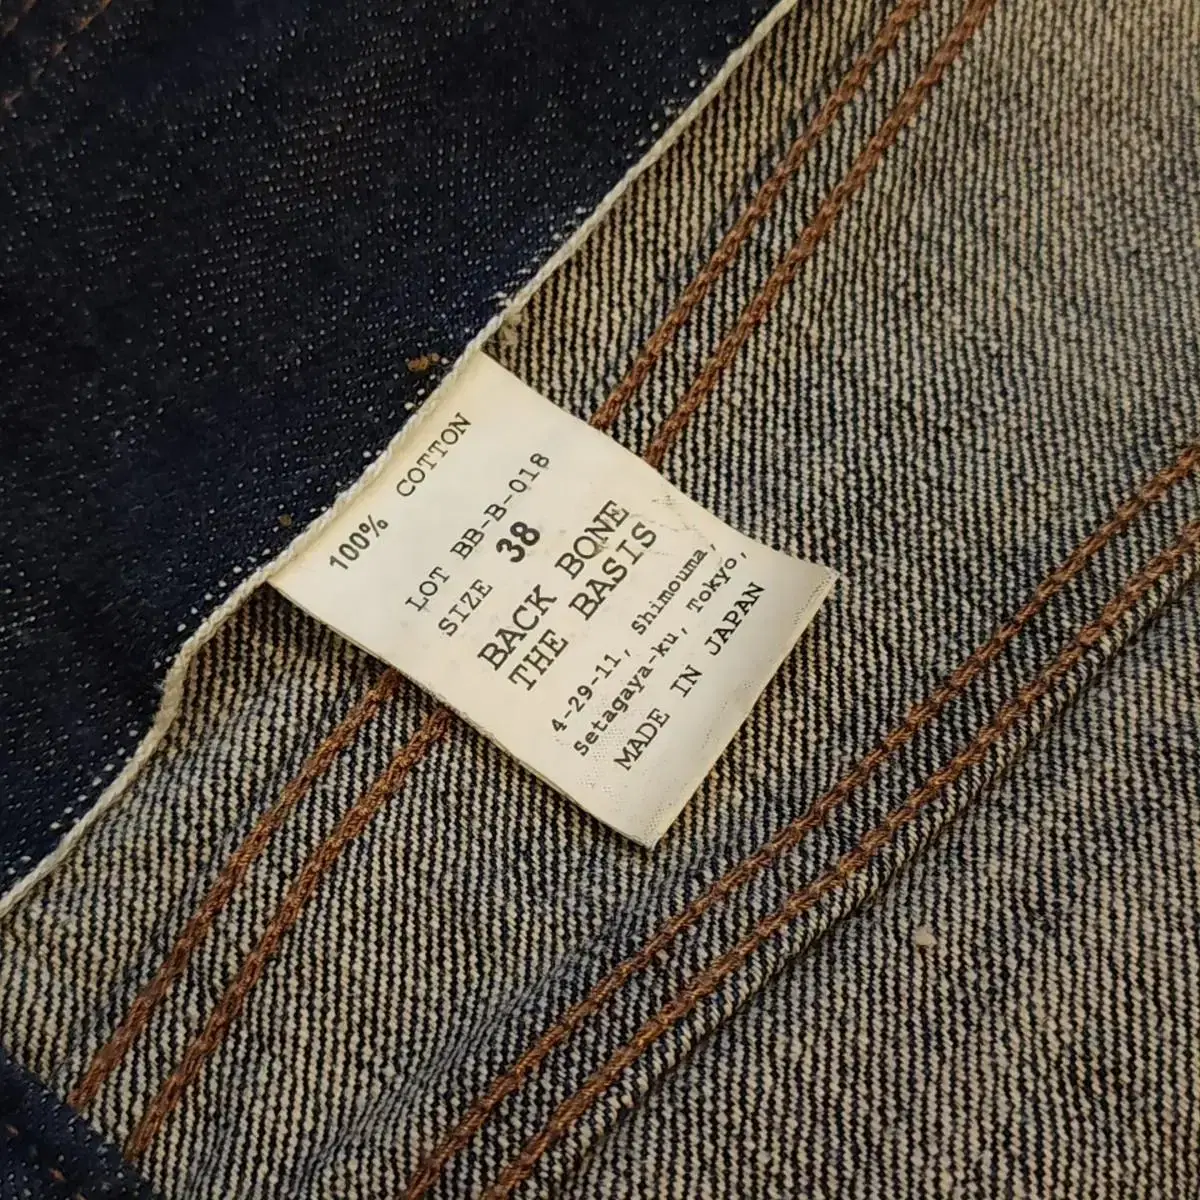 100% COTTON
LOT BB-B-018
SIZE 38
BACK BONE
THE BASIS
4-29-11, Shimouma,
Setagaya-ku, Tokyo,
MADE IN JAPAN